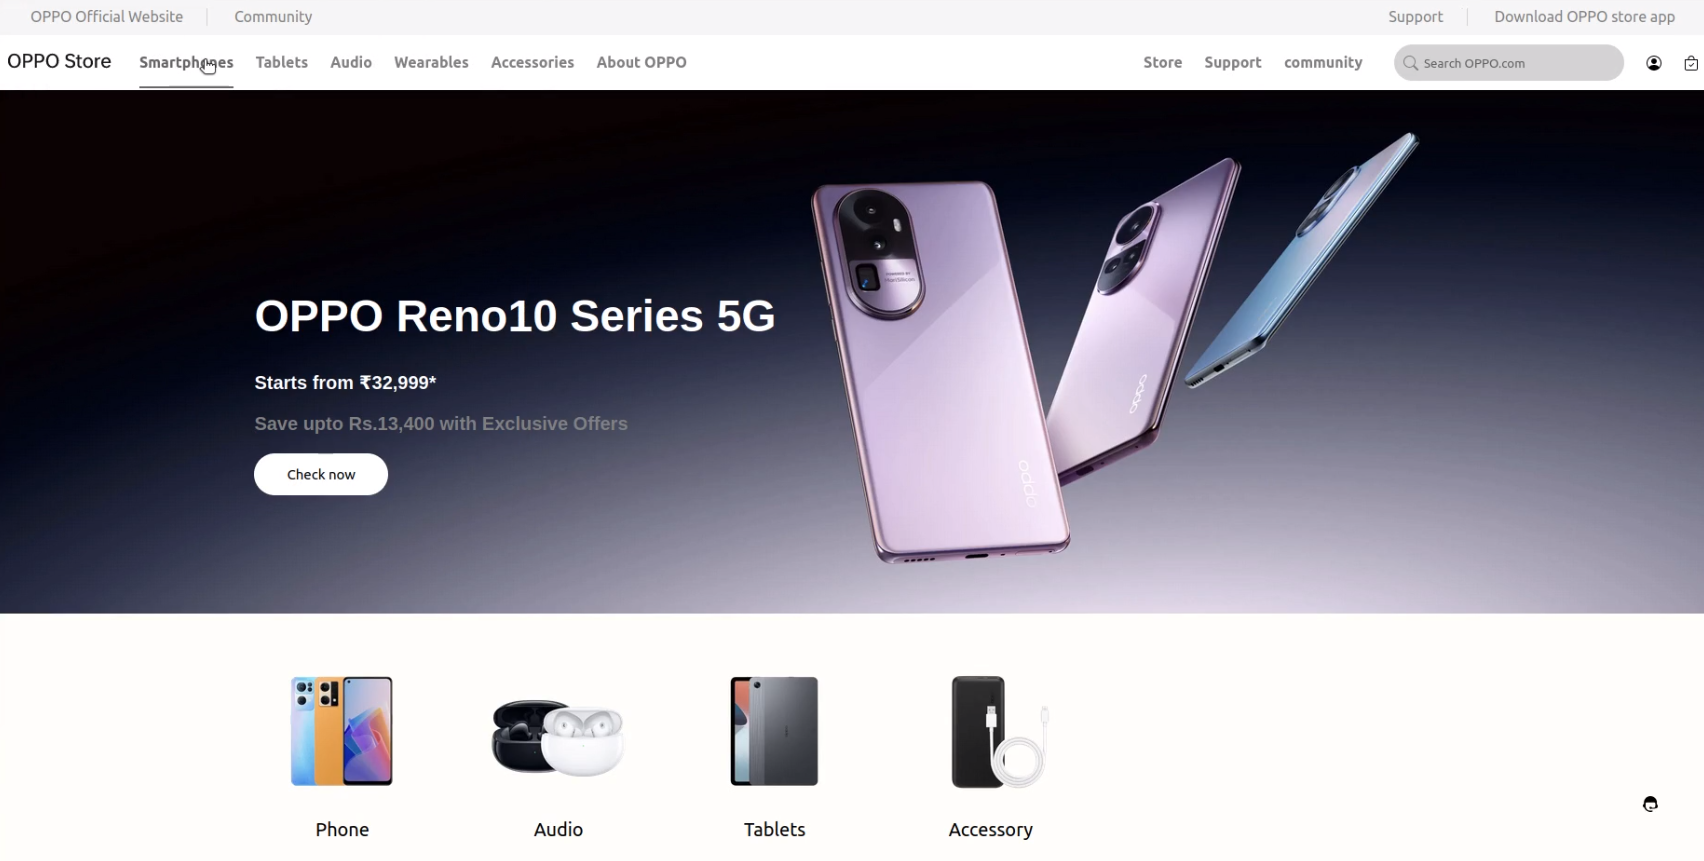 OPPO Official Website
Community
Support
Download OPPO store app
OPPO Store
Smartphones
Tablets
Audio
Wearables
Accessories
About OPPO
Store
Support
community
Search OPPO.com
OPPO Reno10 Series 5G
Starts from ₹32,999*
Save upto Rs.13,400 with Exclusive Offers
Check now
oppo
oppo
Phone
Audio
Tablets
Accessory